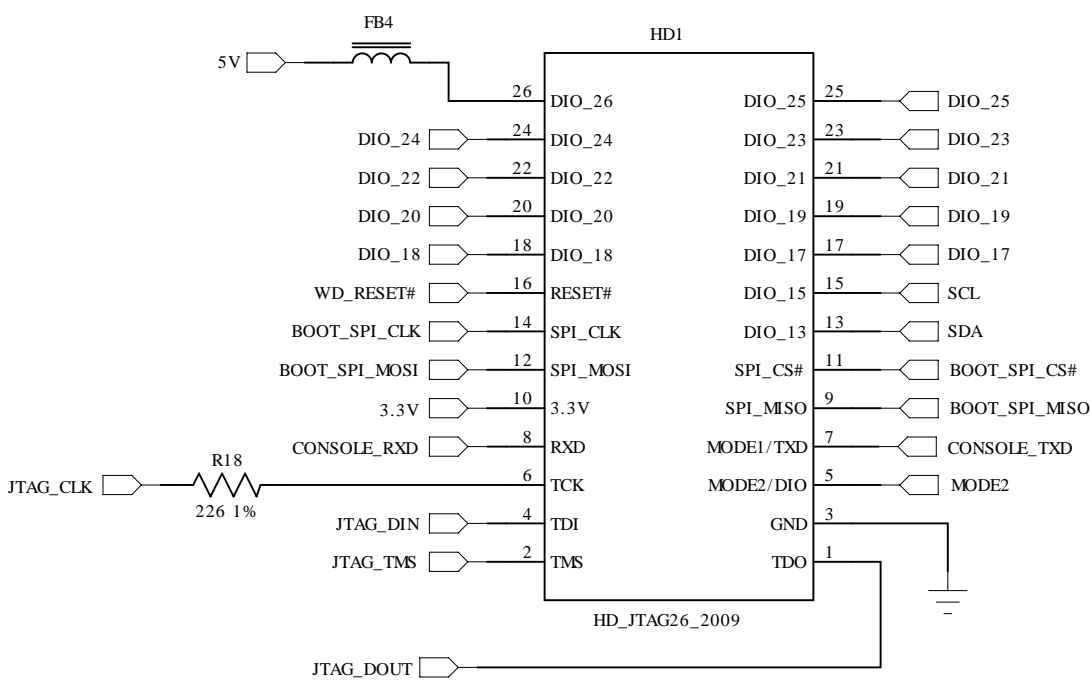 FB4
HD1
5V
26 DIO_26 DIO_25 25 DIO_25
DIO_24 24 DIO_24 DIO_23 23 DIO_23
DIO_22 22 DIO_22 DIO_21 21 DIO_21
DIO_20 20 DIO_20 DIO_19 19 DIO_19
DIO_18 18 DIO_18 DIO_17 17 DIO_17
WD_RESET# 16 RESET# DIO_15 15 SCL
BOOT_SPI_CLK 14 SPI_CLK DIO_13 13 SDA
BOOT_SPI_MOSI 12 SPI_MOSI SPI_CS# 11 BOOT_SPI_CS#
3.3V 10 3.3V SPI_MISO 9 BOOT_SPI_MISO
CONSOLE_RXD 8 RXD MODE1/TXD 7 CONSOLE_TXD
R18
JTAG_CLK 6 TCK MODE2/DIO 5 MODE2
226 1%
JTAG_DIN 4 TDI GND 3
JTAG_TMS 2 TMS TDO 1
HD_JTAG26_2009
JTAG_DOUT